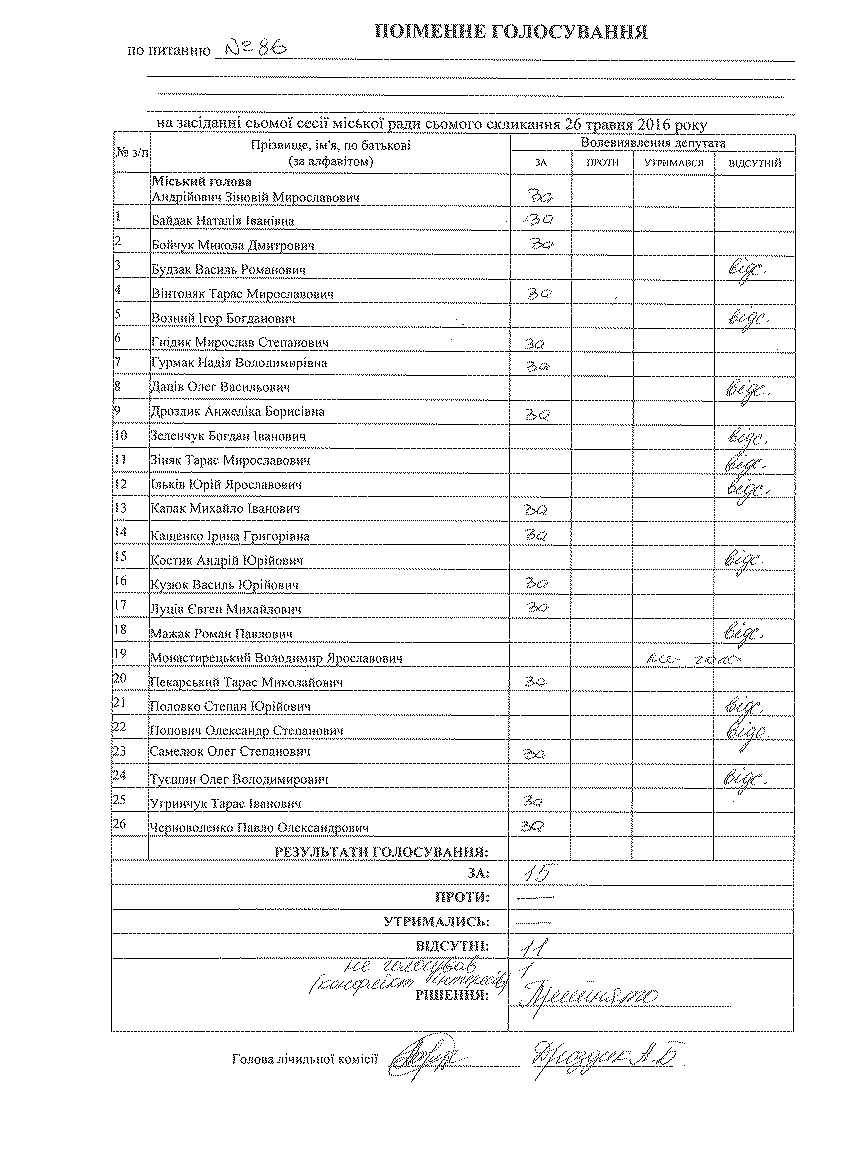 ПОІМЕННЕ ГОЛОСУВАННЯ
по питанню №86
на засіданні сьомої сесії міської ради сьомого скликання 26 травня 2016 року
№ з/п Прізвище, ім'я, по батькові (за алфавітом) Волевиявлення депутата
ЗА ПРОТИ УТРИМАВСЯ ВІДСУТНІЙ
Міський голова
Андрійович Зіновій Мирославович за
1 Байдак Наталія Іванівна за
2 Бойчук Микола Дмитрович за
3 Будзак Василь Романович відс.
4 Вінтоняк Тарас Мирославович за
5 Возний Ігор Богданович відс.
6 Гнідик Мирослав Степанович за
7 Гурмак Надія Володимирівна за
8 Даців Олег Васильович відс.
9 Дроздик Анжеліка Борисівна за
10 Зеленчук Богдан Іванович відс.
11 Зіняк Тарас Мирославович відс.
12 Ільків Юрій Ярославович відс.
13 Капак Михайло Іванович за
14 Кащенко Ірина Григорівна за
15 Костик Андрій Юрійович відс.
16 Кузюк Василь Юрійович за
17 Луців Євген Михайлович за
18 Мажак Роман Павлович відс.
19 Монастирецький Володимир Ярославович не голос.
20 Пекарський Тарас Миколайович за
21 Половко Степан Юрійович відс.
22 Попович Олександр Степанович відс.
23 Самелюк Олег Степанович за
24 Туєшин Олег Володимирович відс.
25 Угринчук Тарас Іванович за
26 Черноволенко Павло Олександрович за
РЕЗУЛЬТАТИ ГОЛОСУВАННЯ:
ЗА: 15
ПРОТИ: —
УТРИМАЛИСЬ: —
ВІДСУТНІ: 11
не голосував 1
(конфлікт інтересів)
РІШЕННЯ: Прийнято
Голова лічильної комісії Дроздик А.Б